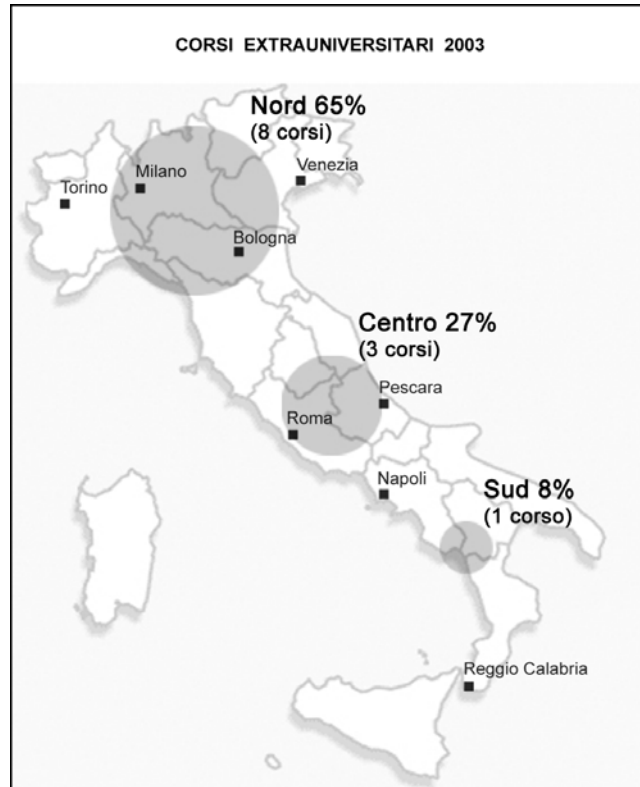 CORSI EXTRAUNIVERSITARI 2003
Nord 65%
(8 corsi)
Venezia
Milano
Torino
Bologna
Centro 27%
(3 corsi)
Pescara
Roma
Napoli
Sud 8%
(1 corso)
Reggio Calabria